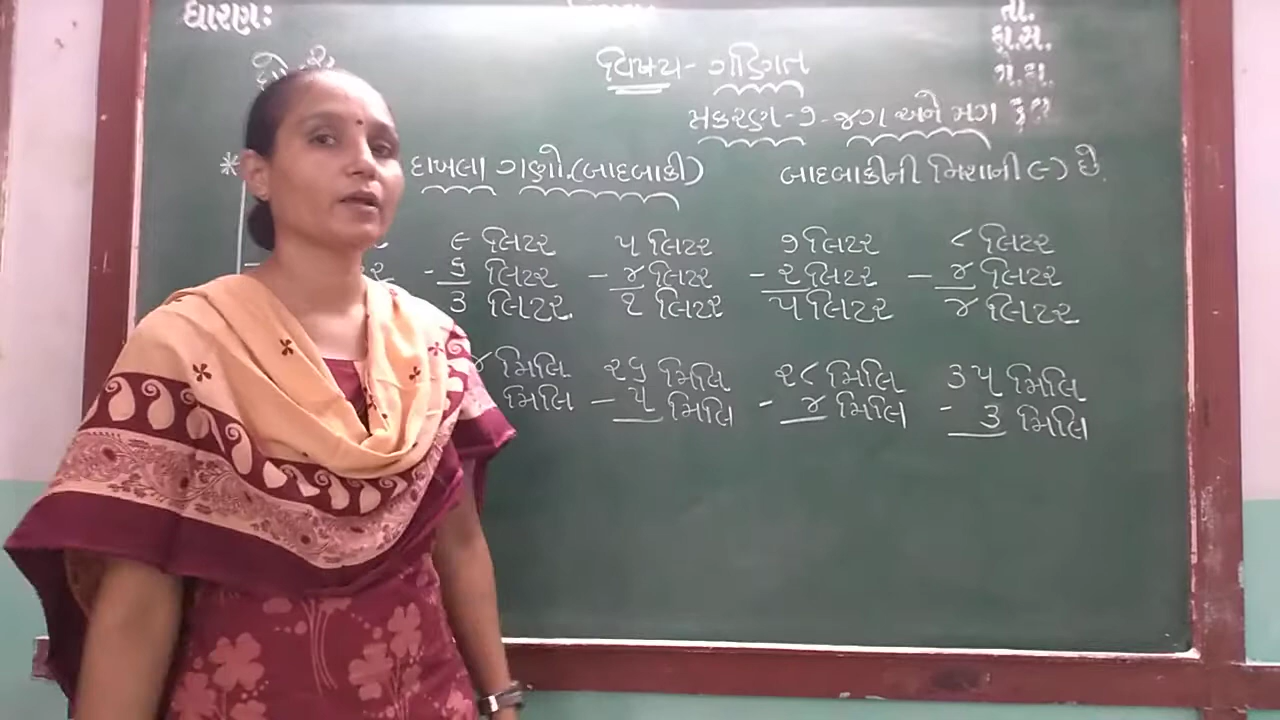 ધોરણઃ
તા.
હા.સ.
ગે.હા.
કુલ
વિષય - ગણિત
પ્રકરણ - ૭ - જગ અને મગ
* દાખલા ગણો.(બાદબાકી) બાદબાકીની નિશાની (-) છે.
૯ લિટર ૫ લિટર ૭ લિટર ૮ લિટર
- ૬ લિટર - ૪ લિટર - ૨ લિટર - ૪ લિટર
૩ લિટર. ૧ લિટર ૫ લિટર ૪ લિટર
૪ મિલિ. ૨૬ મિલિ ૨૮ મિલિ ૩૫ મિલિ
મિલિ - ૫ મિલિ - ૪ મિલિ - ૩ મિલિ